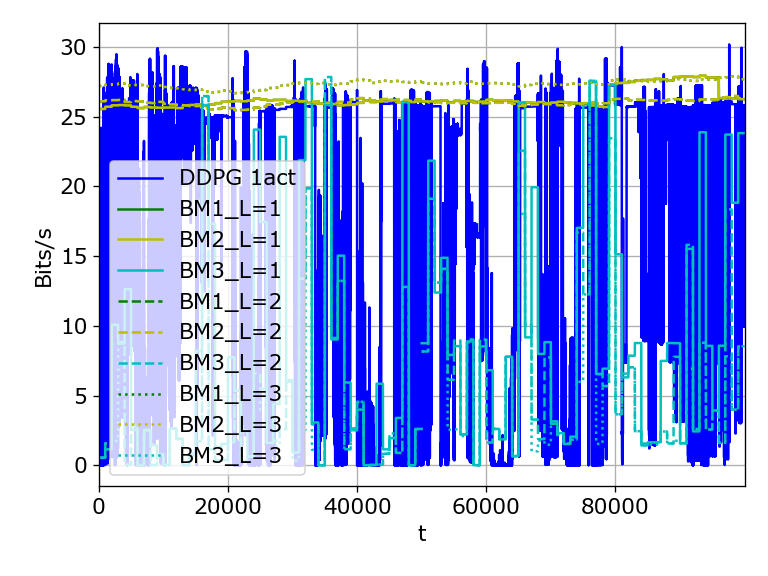 30
25
20
15
10
5
0
Bits/s
DDPG 1act
BM1_L=1
BM2_L=1
BM3_L=1
BM1_L=2
BM2_L=2
BM3_L=2
BM1_L=3
BM2_L=3
BM3_L=3
0 20000 40000 60000 80000
t